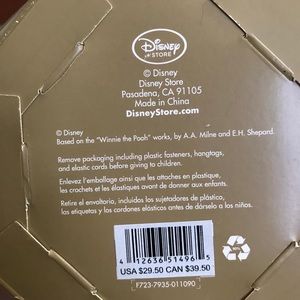 Disney
STORE
© Disney
Disney Store
Pasadena, CA 91105
Made in China
DisneyStore.com
© Disney
Based on the "Winnie the Pooh" works, by A.A. Milne and E.H. Shepard.
Remove packaging including plastic fasteners, hangtags,
and elastic cords before giving to children.
Enlevez l'emballage ainsi que les attaches en plastique,
les crochets et les élastiques avant de donner aux enfants.
Retire el envoltorio, incluidos los sujetadores de plástico,
las etiquetas y los cordones elásticos antes de dárselo a los niños.
4 12636 51496 5
USA $29.50 CAN $39.50
F723-7935-011090